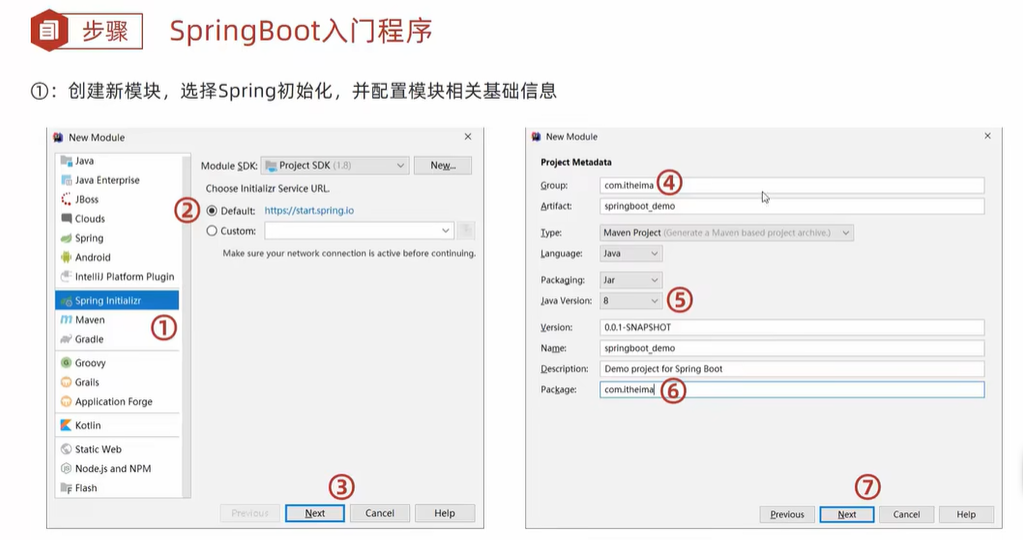 步骤 SpringBoot入门程序
①：创建新模块，选择Spring初始化，并配置模块相关基础信息
New Module
Java
Java Enterprise
JBoss
Clouds
Spring
Android
IntelliJ Platform Plugin
Spring Initializr
①
Maven
Gradle
Groovy
Grails
Application Forge
Kotlin
Static Web
Node.js and NPM
Flash
Module SDK: Project SDK (1.8) New...
Choose Initializr Service URL.
② Default: https://start.spring.io
Custom:
Make sure your network connection is active before continuing.
③
Previous Next Cancel Help
New Module
Project Metadata
Group: com.itheima ④
Artifact: springboot_demo
Type: Maven Project (Generate a Maven based project archive.)
Language: Java
Packaging: Jar
Java Version: 8 ⑤
Version: 0.0.1-SNAPSHOT
Name: springboot_demo
Description: Demo project for Spring Boot
Package: com.itheima ⑥
⑦
Previous Next Cancel Help